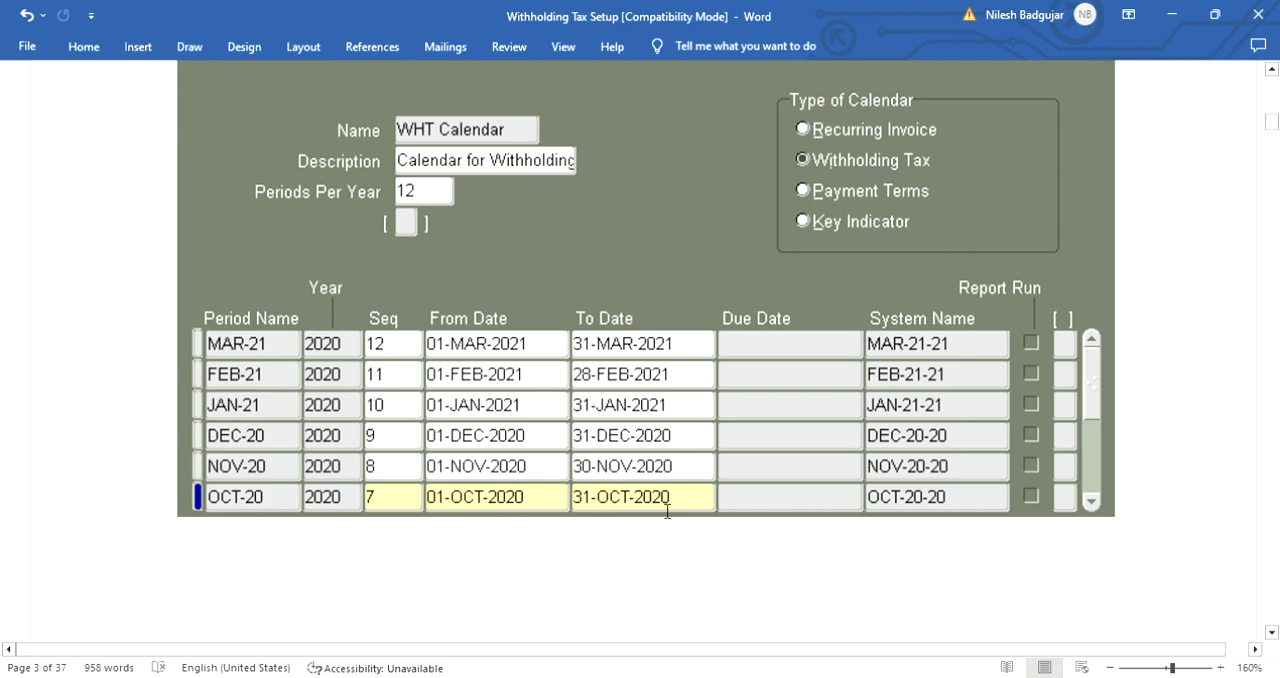 Withholding Tax Setup [Compatibility Mode] - Word
Nilesh Badgujar NB
File Home Insert Draw Design Layout References Mailings Review View Help Tell me what you want to do
Type of Calendar
Name WHT Calendar
Recurring Invoice
Description Calendar for Withholding
Withholding Tax
Periods Per Year 12
Payment Terms
[ ]
Key Indicator
Year Report Run
Period Name Seq From Date To Date Due Date System Name [ ]
MAR-21 2020 12 01-MAR-2021 31-MAR-2021 MAR-21-21
FEB-21 2020 11 01-FEB-2021 28-FEB-2021 FEB-21-21
JAN-21 2020 10 01-JAN-2021 31-JAN-2021 JAN-21-21
DEC-20 2020 9 01-DEC-2020 31-DEC-2020 DEC-20-20
NOV-20 2020 8 01-NOV-2020 30-NOV-2020 NOV-20-20
OCT-20 2020 7 01-OCT-2020 31-OCT-2020 OCT-20-20
Page 3 of 37 958 words English (United States) Accessibility: Unavailable 160%